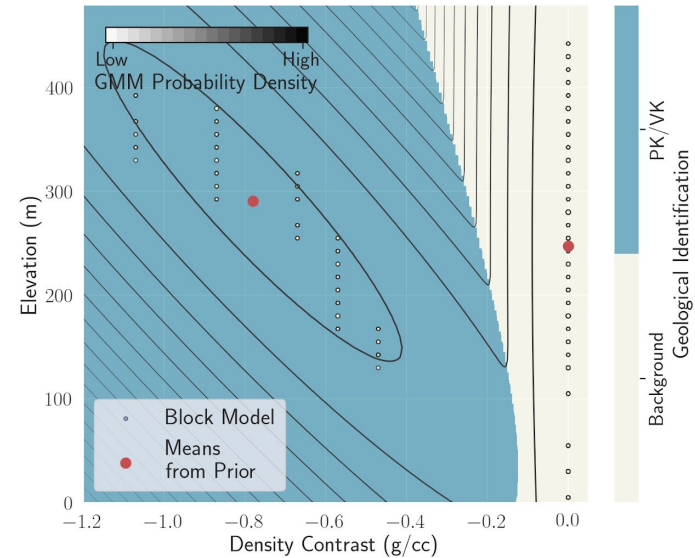 Low High
GMM Probability Density
400
300
200
100
0
Elevation (m)
Block Model
Means
from Prior
−1.2 −1.0 −0.8 −0.6 −0.4 −0.2 0.0
Density Contrast (g/cc)
PK/VK
Background
Geological Identification